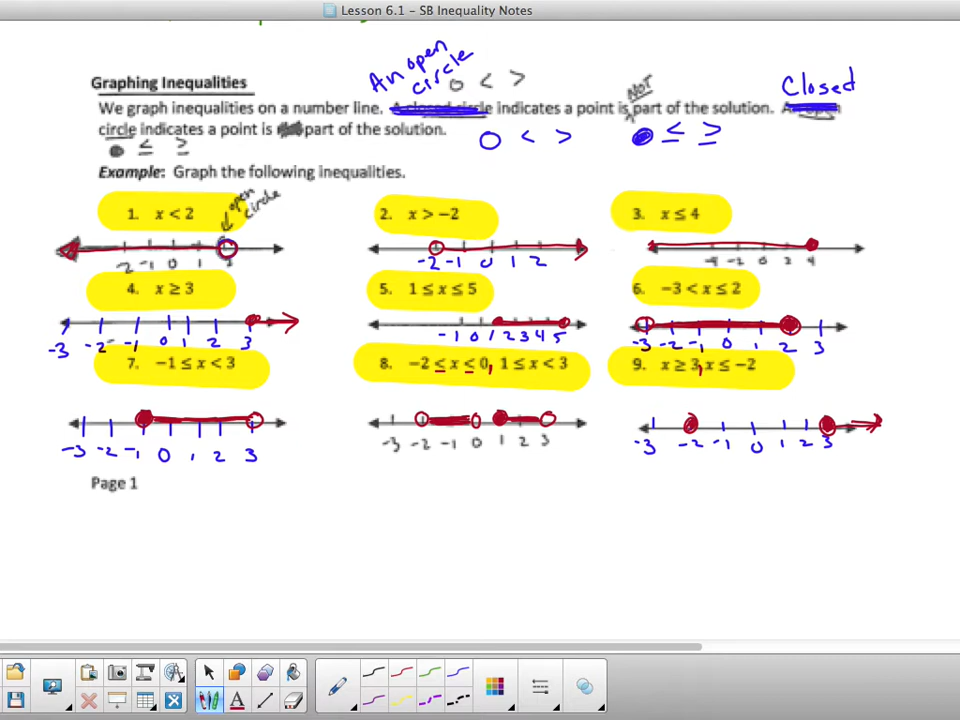 Lesson 6.1 - SB Inequality Notes
Graphing Inequalities
An open circle
O < >
NOT
Closed
We graph inequalities on a number line. A closed circle indicates a point is part of the solution. A
circle indicates a point is part of the solution.
O < >
● ≤ ≥
● ≤ ≥
Example: Graph the following inequalities.
open circle
1. x < 2
2. x > −2
3. x ≤ 4
-2 -1 0 1 2
-2 -1 0 1 2
-4 -2 0 2 4
4. x ≥ 3
5. 1 ≤ x ≤ 5
6. −3 < x ≤ 2
-3 -2 -1 0 1 2 3
-1 0 1 2 3 4 5
-3 -2 -1 0 1 2 3
7. −1 ≤ x < 3
8. −2 ≤ x ≤ 0, 1 ≤ x < 3
9. x ≥ 3, x ≤ −2
-3 -2 -1 0 1 2 3
-3 -2 -1 0 1 2 3
-3 -2 -1 0 1 2 3
Page 1